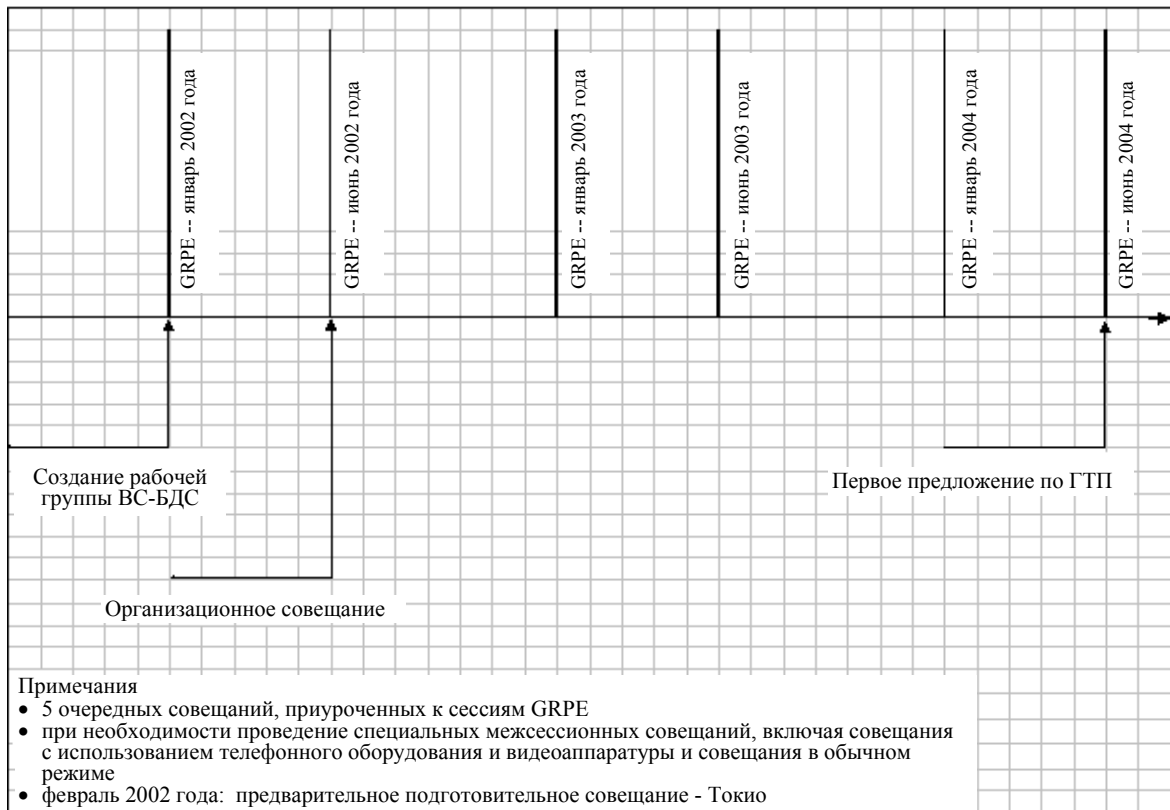 GRPE -- январь 2002 года
GRPE -- июнь 2002 года
GRPE -- январь 2003 года
GRPE -- июнь 2003 года
GRPE -- январь 2004 года
GRPE -- июнь 2004 года
Создание рабочей
группы ВС-БДС
Первое предложение по ГТП
Организационное совещание
Примечания
• 5 очередных совещаний, приуроченных к сессиям GRPE
• при необходимости проведение специальных межсессионных совещаний, включая совещания
с использованием телефонного оборудования и видеоаппаратуры и совещания в обычном
режиме
• февраль 2002 года: предварительное подготовительное совещание - Токио